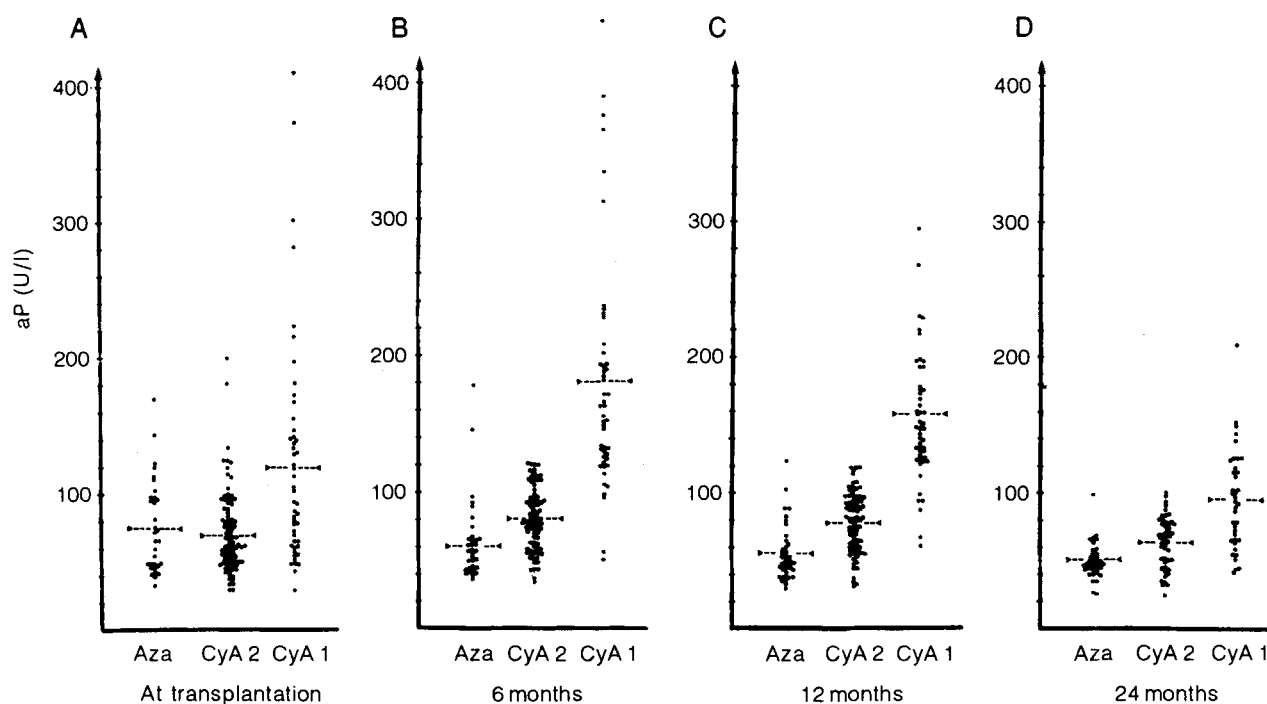 A B C D
400 400 400 400
300 300 300 300
200 200 200 200
100 100 100 100
aP (U/l)
Aza CyA 2 CyA 1 Aza CyA 2 CyA 1 Aza CyA 2 CyA 1 Aza CyA 2 CyA 1
At transplantation 6 months 12 months 24 months